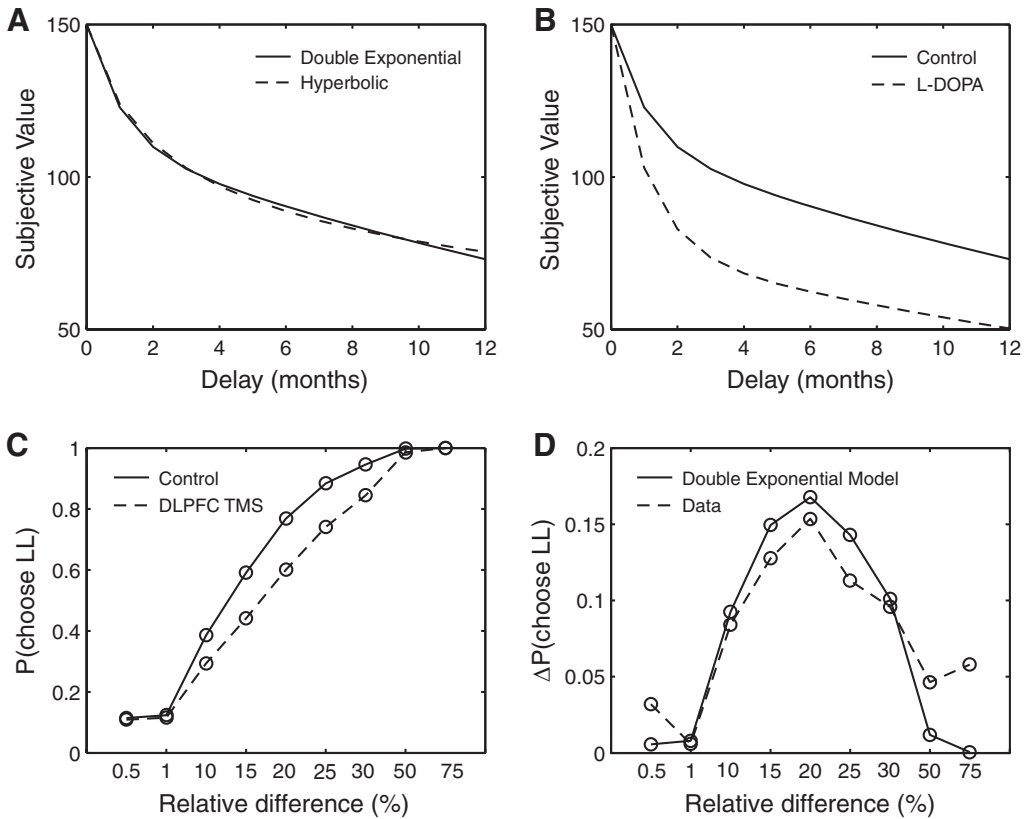 A
150
100
50
Subjective Value
Double Exponential
Hyperbolic
0 2 4 6 8 10 12
Delay (months)
B
150
100
50
Subjective Value
Control
L-DOPA
0 2 4 6 8 10 12
Delay (months)
C
1
0.8
0.6
0.4
0.2
0
P(choose LL)
Control
DLPFC TMS
0.5 1 10 15 20 25 30 50 75
Relative difference (%)
D
0.2
0.15
0.1
0.05
0
ΔP(choose LL)
Double Exponential Model
Data
0.5 1 10 15 20 25 30 50 75
Relative difference (%)